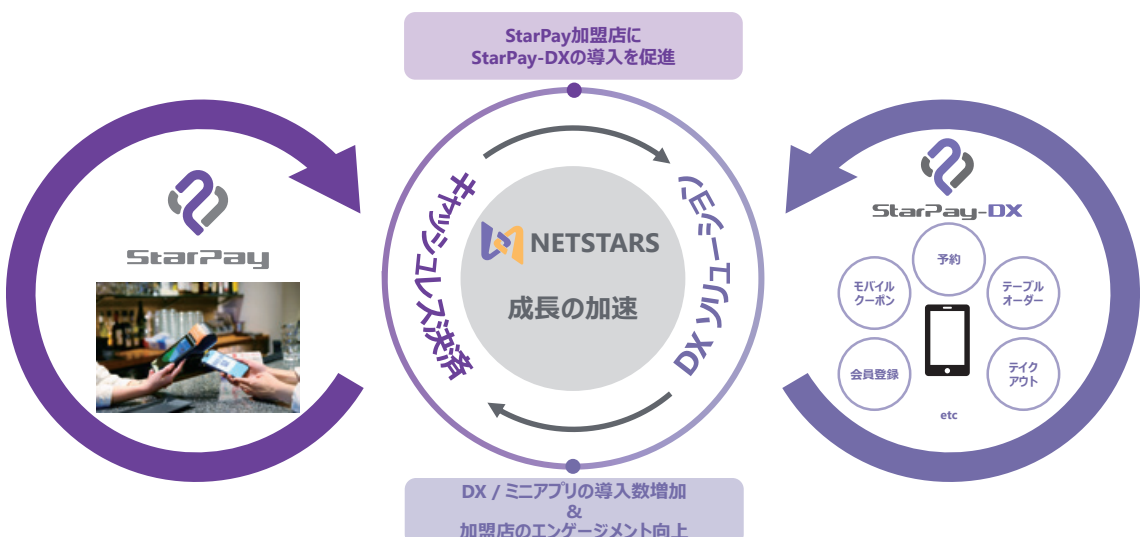 StarPay加盟店に
StarPay-DXの導入を促進
StarPay
キャッシュレス決済
NETSTARS
成長の加速
DXソリューション
StarPay-DX
予約
モバイル
クーポン
テーブル
オーダー
会員登録
テイク
アウト
etc
DX / ミニアプリの導入数増加
&
加盟店のエンゲージメント向上